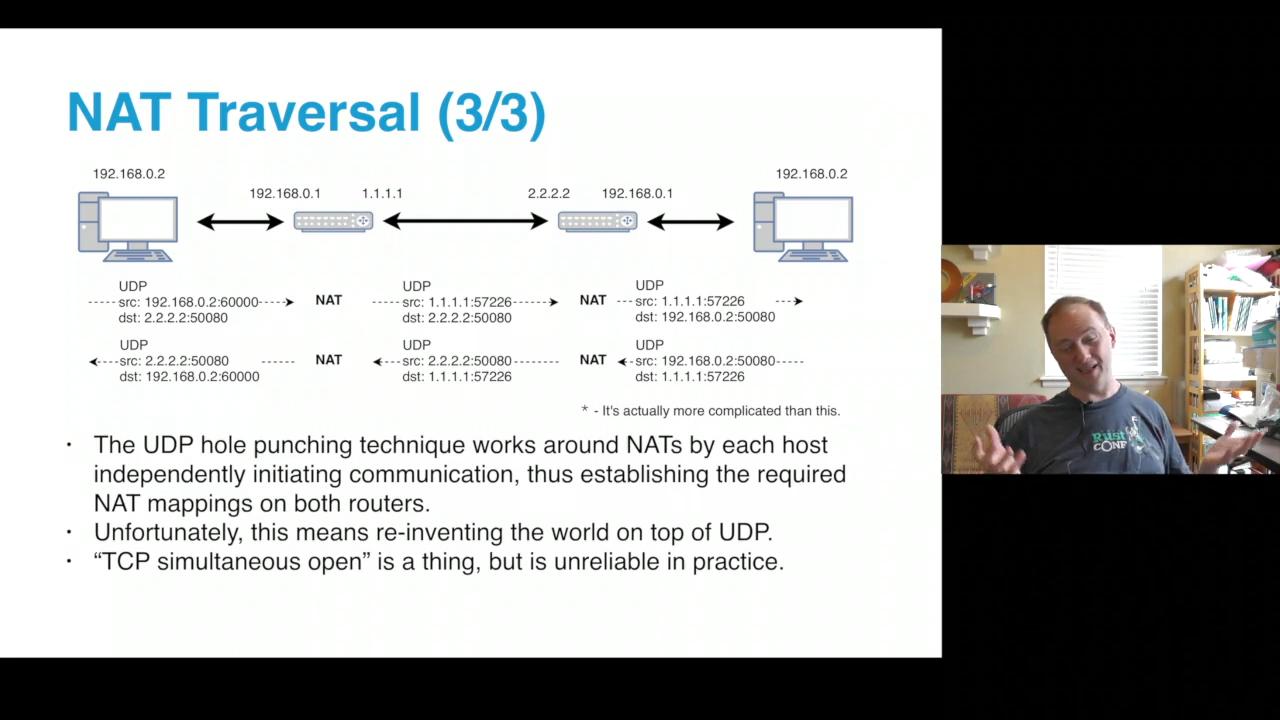 NAT Traversal (3/3)
192.168.0.2
192.168.0.1
1.1.1.1
2.2.2.2
192.168.0.1
192.168.0.2
UDP
src: 192.168.0.2:60000
dst: 2.2.2.2:50080
NAT
UDP
src: 1.1.1.1:57226
dst: 2.2.2.2:50080
NAT
UDP
src: 1.1.1.1:57226
dst: 192.168.0.2:50080
UDP
src: 2.2.2.2:50080
dst: 192.168.0.2:60000
NAT
UDP
src: 2.2.2.2:50080
dst: 1.1.1.1:57226
NAT
UDP
src: 192.168.0.2:50080
dst: 1.1.1.1:57226
* - It's actually more complicated than this.
· The UDP hole punching technique works around NATs by each host
independently initiating communication, thus establishing the required
NAT mappings on both routers.
· Unfortunately, this means re-inventing the world on top of UDP.
· “TCP simultaneous open” is a thing, but is unreliable in practice.
Rust
CONF